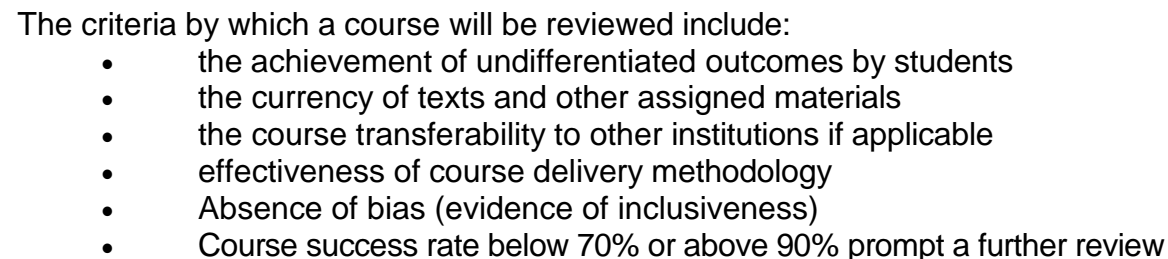 The criteria by which a course will be reviewed include:
• the achievement of undifferentiated outcomes by students
• the currency of texts and other assigned materials
• the course transferability to other institutions if applicable
• effectiveness of course delivery methodology
• Absence of bias (evidence of inclusiveness)
• Course success rate below 70% or above 90% prompt a further review